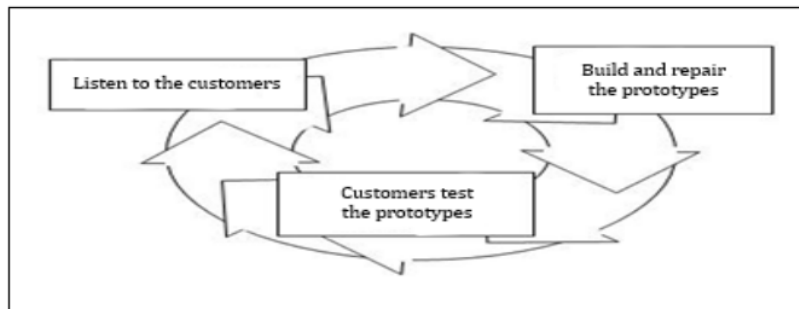 Listen to the customers
Build and repair
the prototypes
Customers test
the prototypes